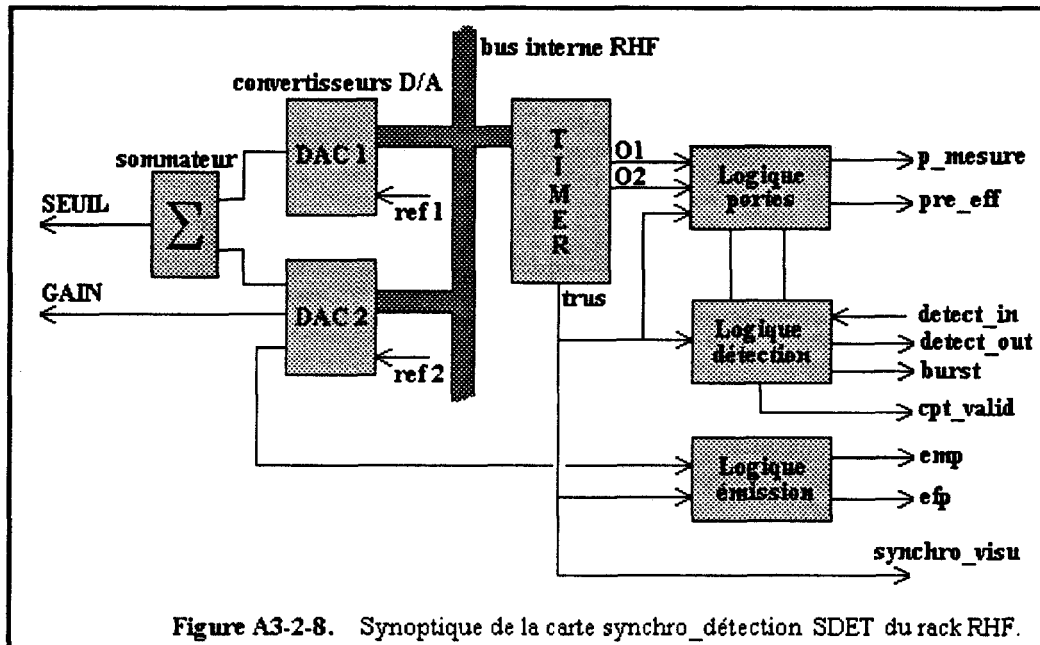 bus interne RHF
convertisseurs D/A
sommateur
DAC 1
ref 1
SEUIL
Σ
GAIN
DAC 2
ref 2
TIMER
O1
O2
trus
Logique portes
p_mesure
pre_eff
Logique détection
detect_in
detect_out
burst
cpt_valid
Logique émission
emp
efp
synchro_visu
Figure A3-2-8. Synoptique de la carte synchro_détection SDET du rack RHF.